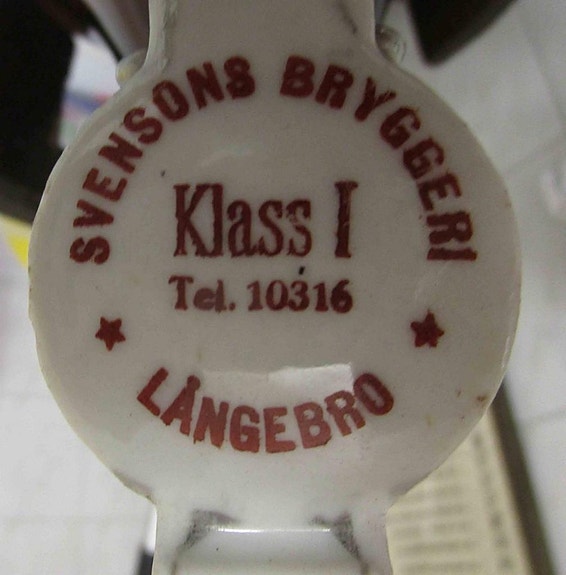 SVENSONS BRYGGERI
Klass I
Tel. 10316
LÅNGEBRO